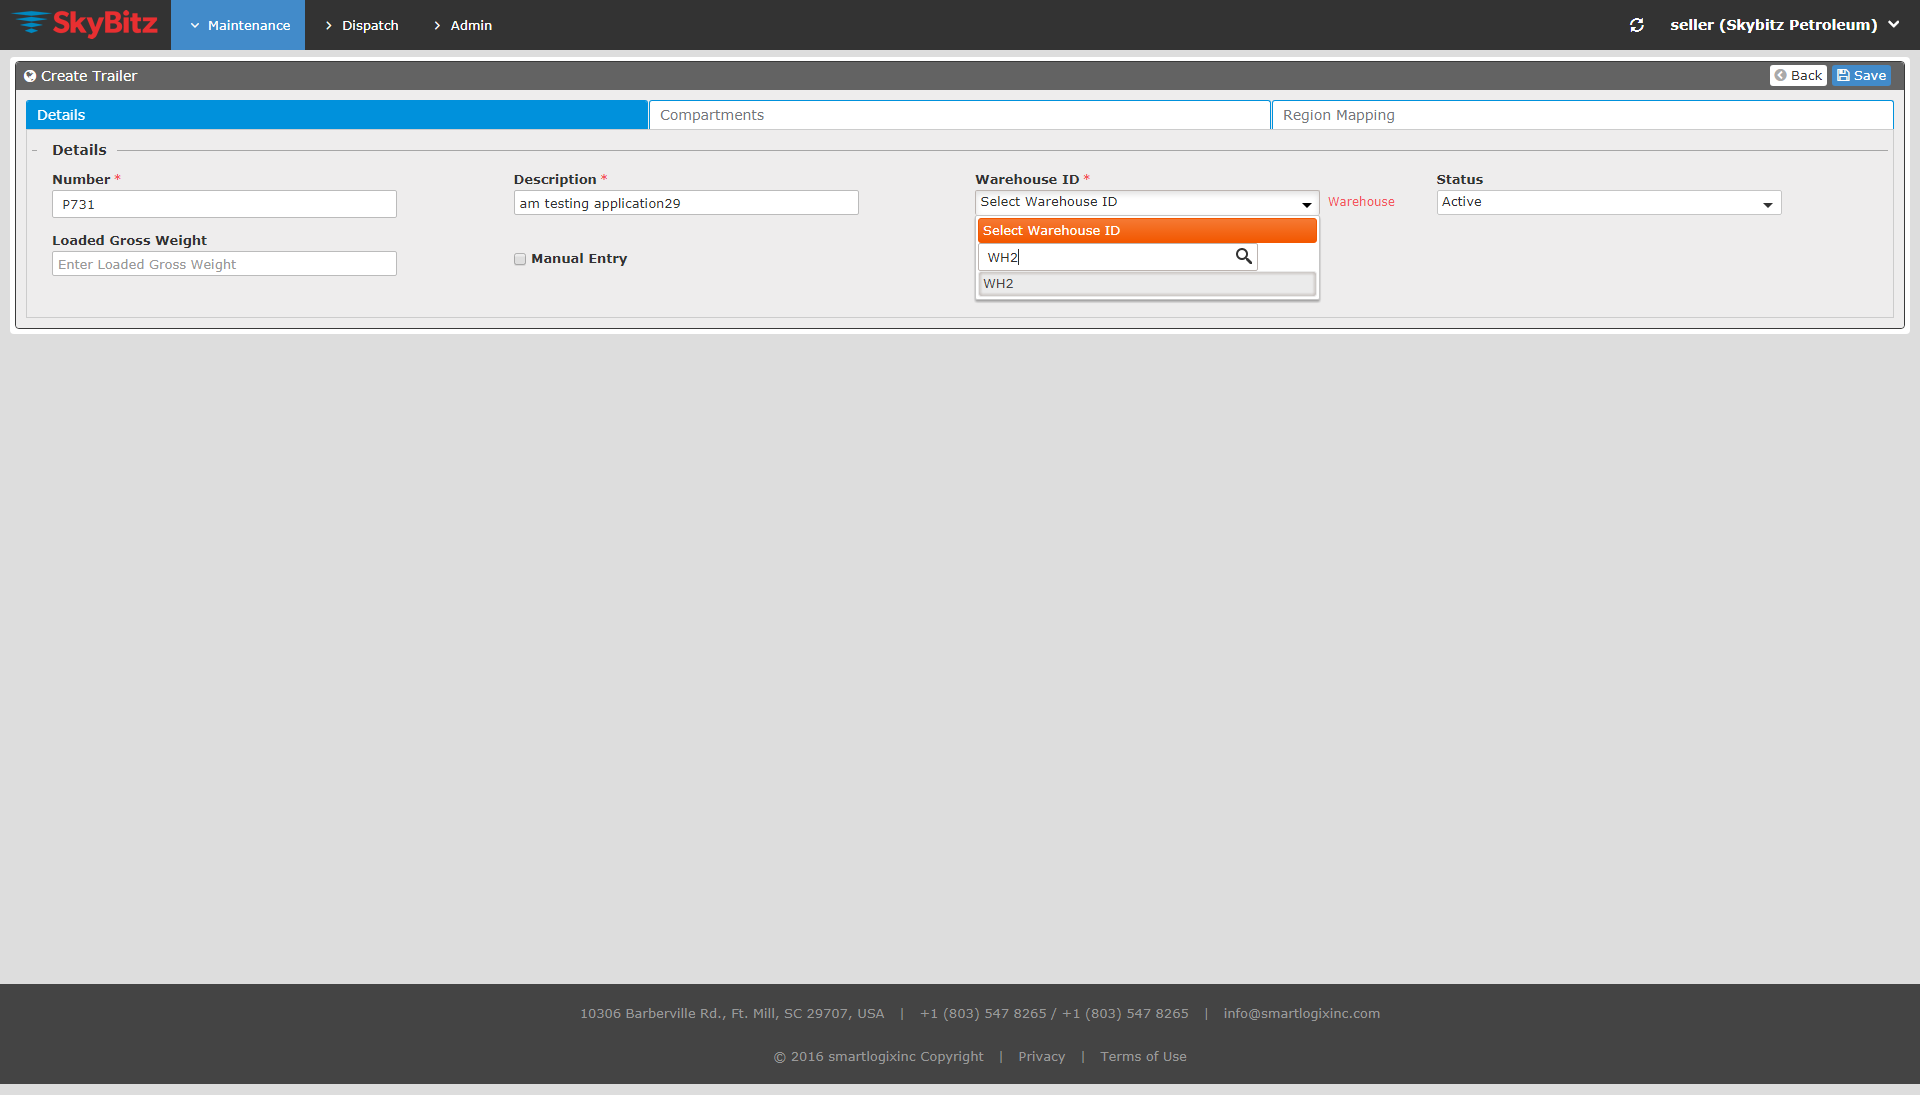 SkyBitz Maintenance Dispatch Admin seller (Skybitz Petroleum)
Create Trailer Back Save
Details Compartments Region Mapping
- Details
Number * Description * Warehouse ID * Status
P731 am testing application29 Select Warehouse ID Warehouse Active
Select Warehouse ID
Loaded Gross Weight
Enter Loaded Gross Weight Manual Entry WH2
WH2
10306 Barberville Rd., Ft. Mill, SC 29707, USA | +1 (803) 547 8265 / +1 (803) 547 8265 | info@smartlogixinc.com
© 2016 smartlogixinc Copyright | Privacy | Terms of Use